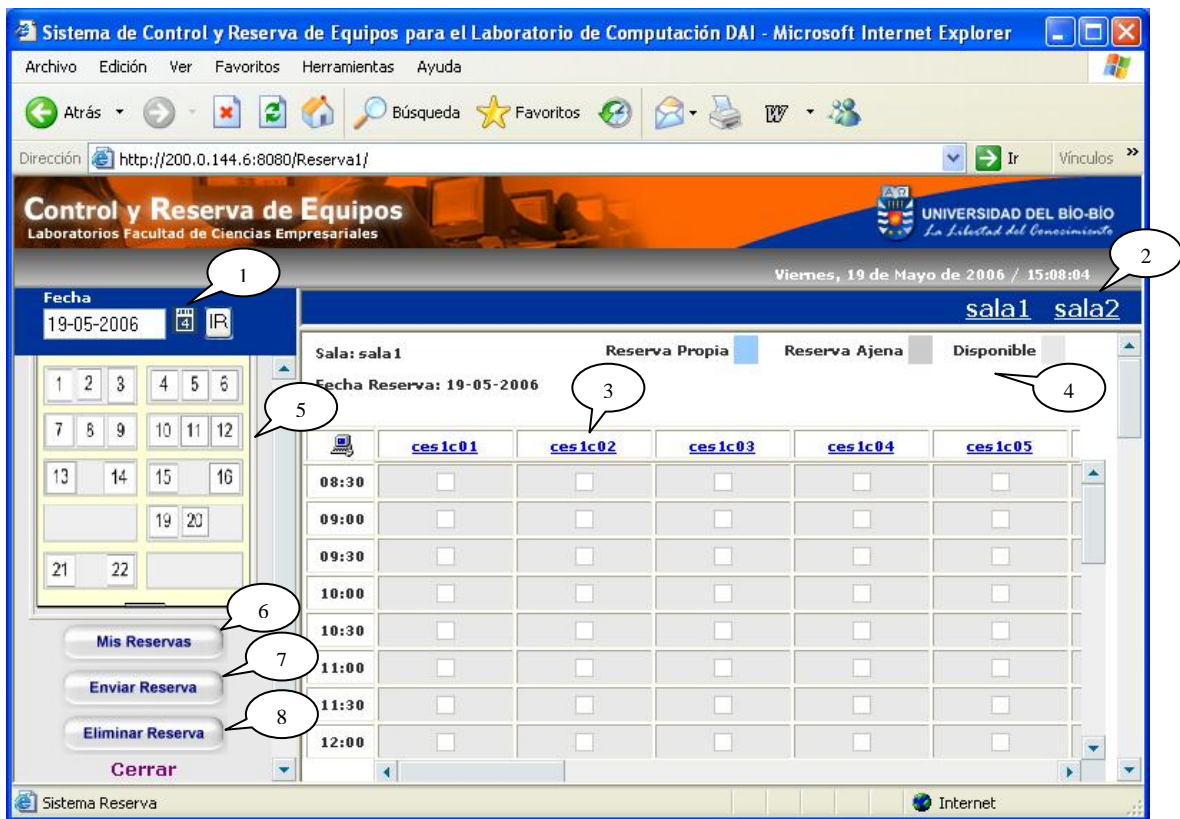 Sistema de Control y Reserva de Equipos para el Laboratorio de Computación DAI - Microsoft Internet Explorer
Archivo Edición Ver Favoritos Herramientas Ayuda
Atrás Búsqueda Favoritos
Dirección http://200.0.144.6:8080/Reserva1/ Ir Vínculos »
Control y Reserva de Equipos
Laboratorios Facultad de Ciencias Empresariales
UNIVERSIDAD DEL BÍO-BÍO
La Libertad del Conocimiento
Viernes, 19 de Mayo de 2006 / 15:08:04
1
2
Fecha
19-05-2006 4 IR
sala1 sala2
Sala: sala1 Reserva Propia Reserva Ajena Disponible
Fecha Reserva: 19-05-2006
3
4
5
1 2 3 4 5 6
7 8 9 10 11 12
13 14 15 16
19 20
21 22
ces1c01 ces1c02 ces1c03 ces1c04 ces1c05
08:30
09:00
09:30
10:00
10:30
11:00
11:30
12:00
6
Mis Reservas
7
Enviar Reserva
8
Eliminar Reserva
Cerrar
Sistema Reserva Internet